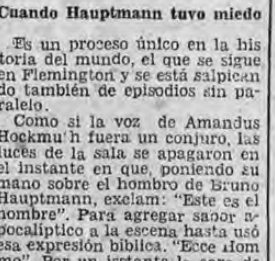 Cuando Hauptmann tuvo miedo
Es un proceso único en la his
toria del mundo, el que se sigue
en Flemington y se está salpican
do también de episodios sin pa-
ralelo.
Como si la voz de Amandus
Hockmu'h fuera un conjuro, las
luces de la sala se apagaron en
el instante en que, poniendo su
mano sobre el hombro de Bruno
Hauptmann, exclam: "Este es el
hombre". Para agregar sabor a-
pocalíptico a la escena hasta usó
esa expresión bíblica. "Ecce Hom